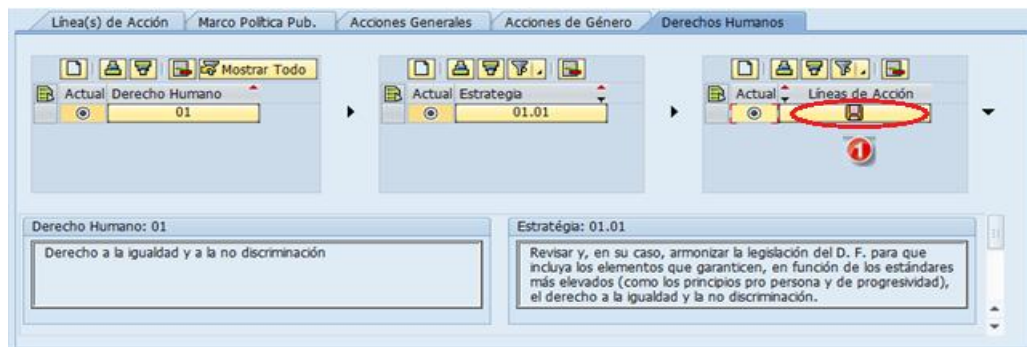 Línea(s) de Acción Marco Política Pub. Acciones Generales Acciones de Género Derechos Humanos
Mostrar Todo
Actual Derecho Humano
01
Actual Estrategia
01.01
Actual Líneas de Acción
1
Derecho Humano: 01
Derecho a la igualdad y a la no discriminación
Estratégia: 01.01
Revisar y, en su caso, armonizar la legislación del D. F. para que
incluya los elementos que garanticen, en función de los estándares
más elevados (como los principios pro persona y de progresividad),
el derecho a la igualdad y la no discriminación.